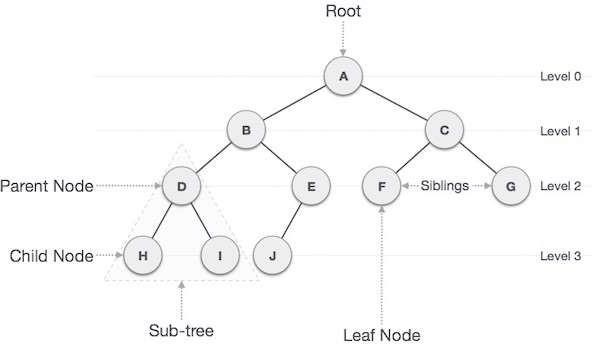 Root
A
Level 0
B
C
Level 1
Parent Node
D
E
F
Siblings
G
Level 2
Child Node
H
I
J
Level 3
Sub-tree
Leaf Node